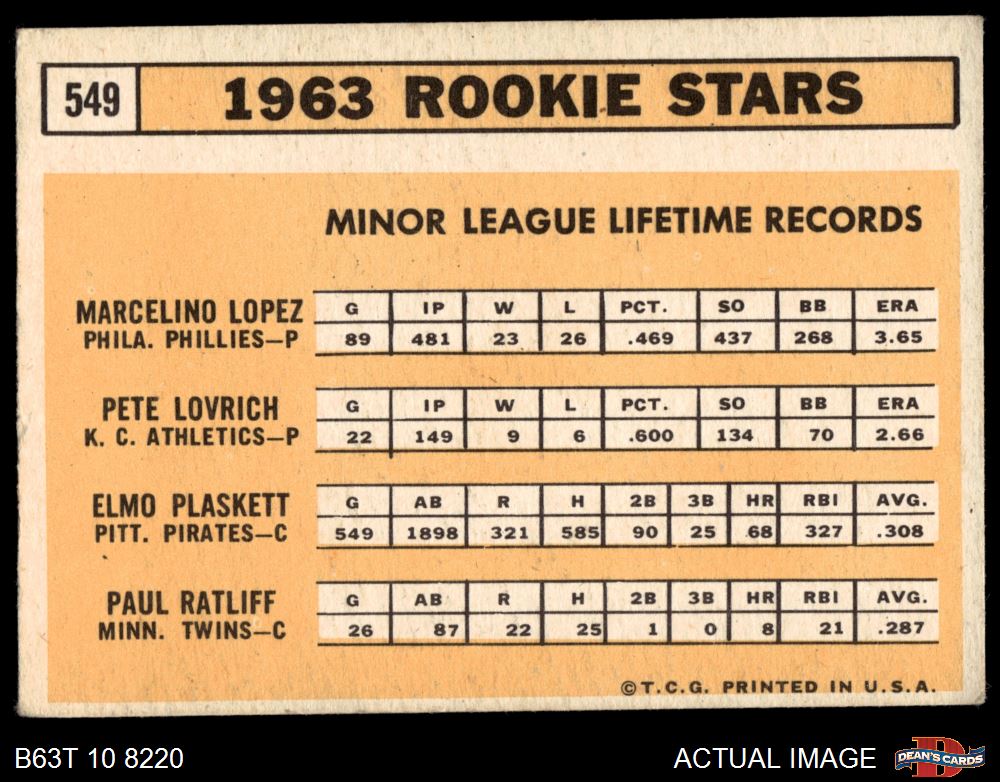 549 1963 ROOKIE STARS
MINOR LEAGUE LIFETIME RECORDS
MARCELINO LOPEZ G IP W L PCT. SO BB ERA
PHILA. PHILLIES—P 89 481 23 26 .469 437 268 3.65
PETE LOVRICH G IP W L PCT. SO BB ERA
K. C. ATHLETICS—P 22 149 9 6 .600 134 70 2.66
ELMO PLASKETT G AB R H 2B 3B HR RBI AVG.
PITT. PIRATES—C 549 1898 321 585 90 25 68 327 .308
PAUL RATLIFF G AB R H 2B 3B HR RBI AVG.
MINN. TWINS—C 26 87 22 25 1 0 8 21 .287
©T.C.G. PRINTED IN U.S.A.
B63T 10 8220 ACTUAL IMAGE D DEAN'S CARDS